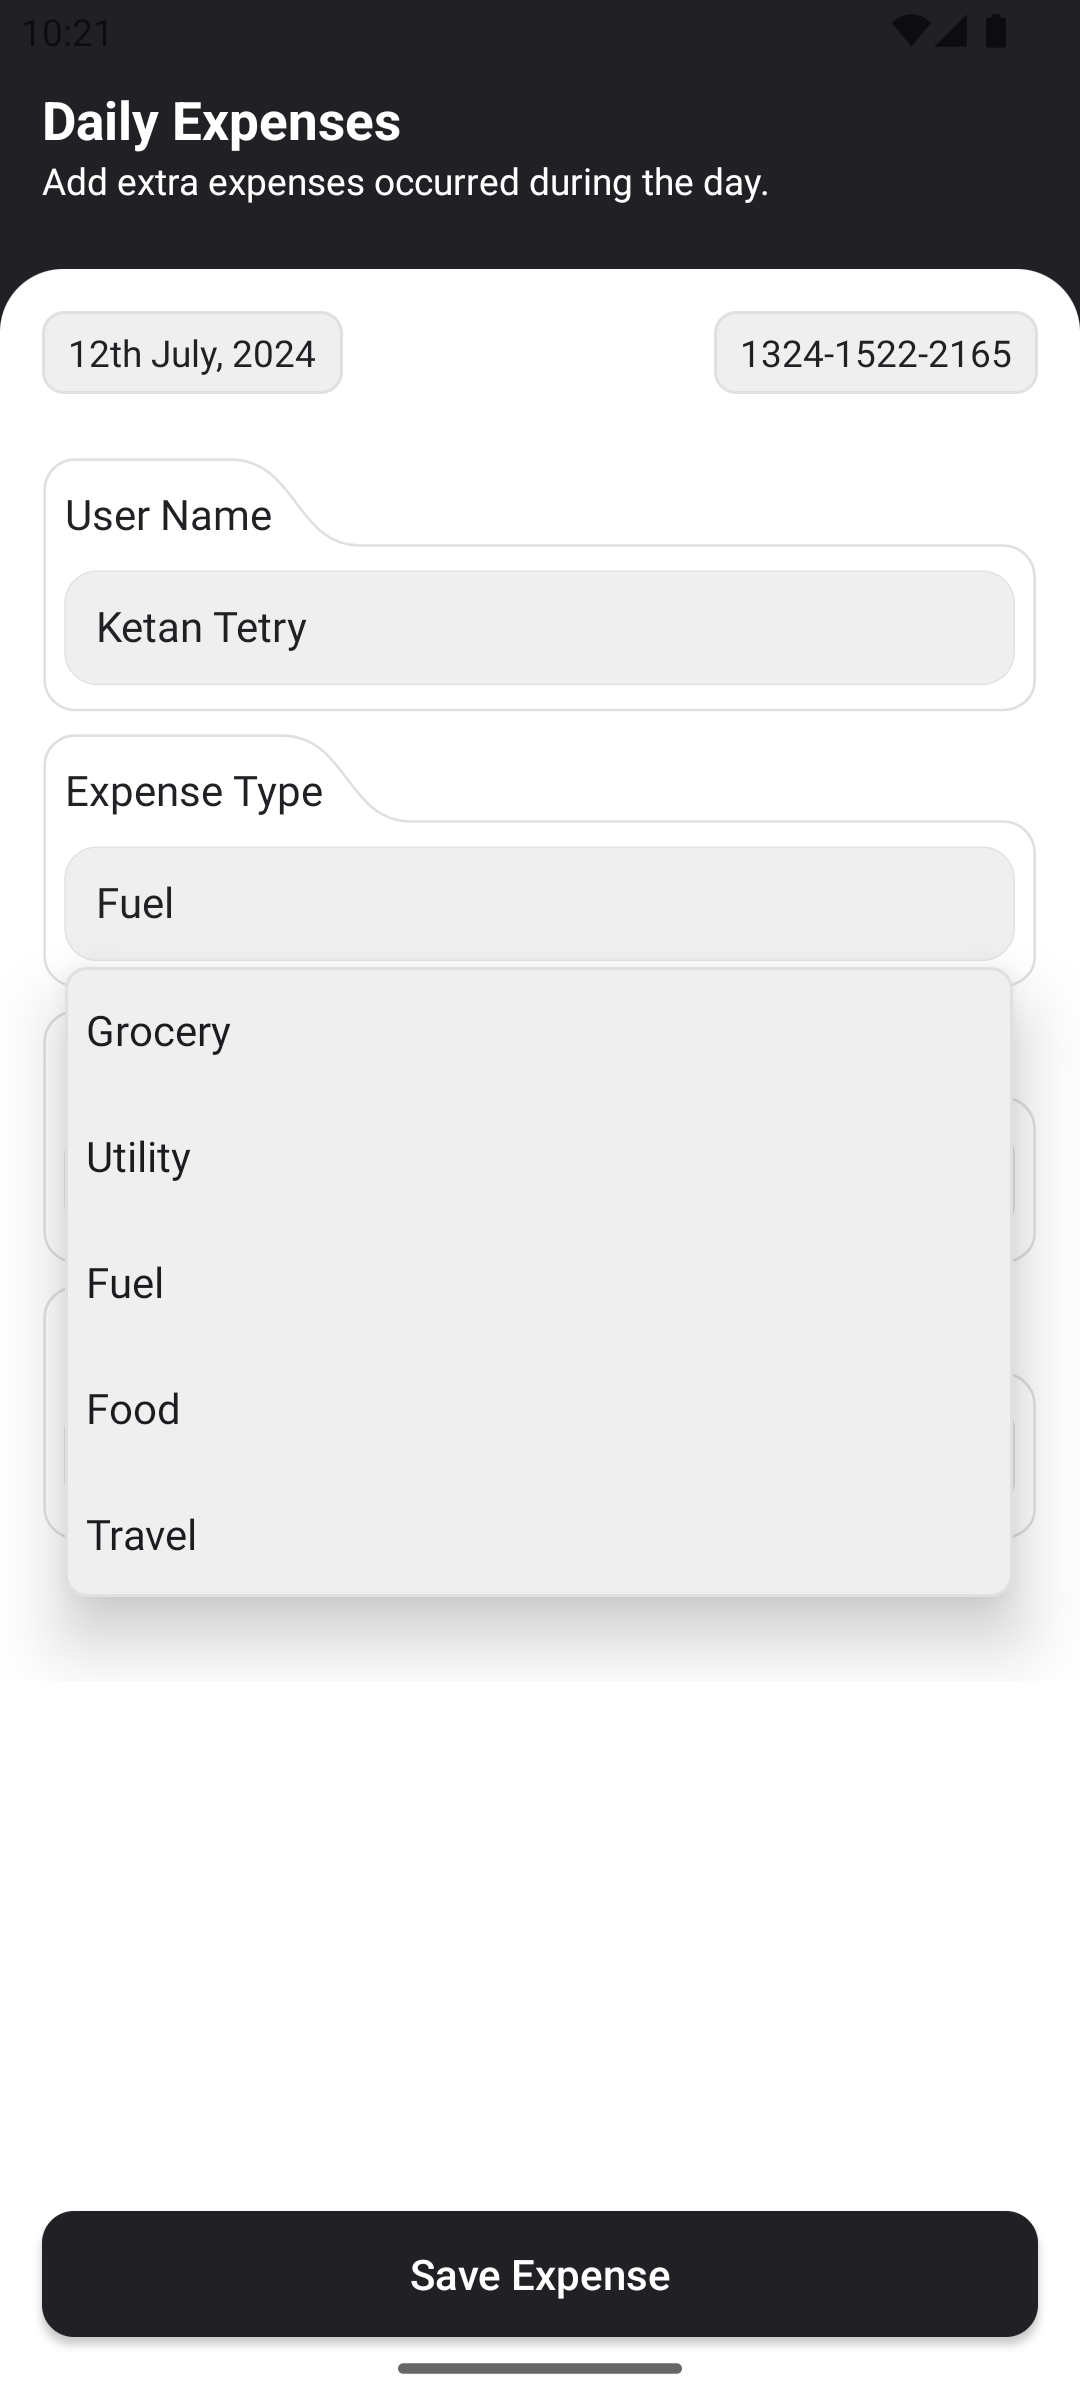 10:21
Daily Expenses
Add extra expenses occurred during the day.
12th July, 2024
1324-1522-2165
User Name
Ketan Tetry
Expense Type
Fuel
Grocery
Utility
Fuel
Food
Travel
Save Expense